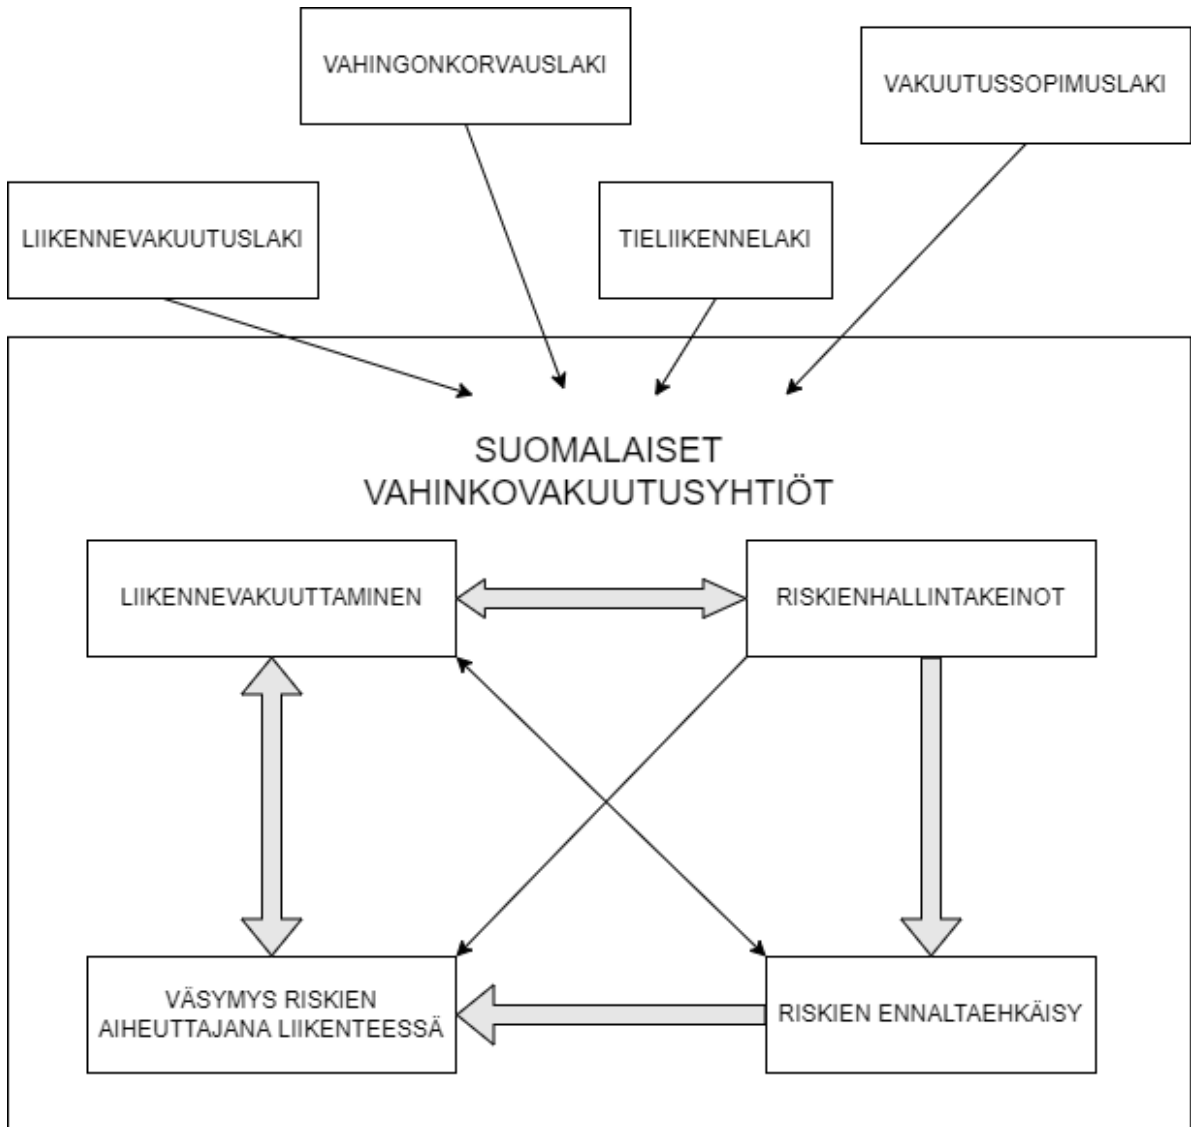 VAHINGONKORVAUSLAKI
VAKUUTUSSOPIMUSLAKI
LIIKENNEVAKUUTUSLAKI
TIELIIKENNELAKI
SUOMALAISET
VAHINKOVAKUUTUSYHTIÖT
LIIKENNEVAKUUTTAMINEN
RISKIENHALLINTAKEINOT
VÄSYMYS RISKIEN
AIHEUTTAJANA LIIKENTEESSÄ
RISKIEN ENNALTAEHKÄISY